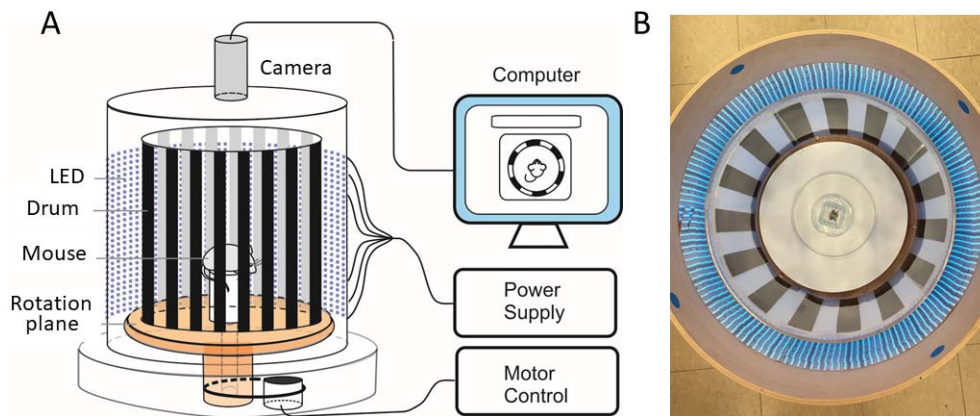 A
Camera
Computer
LED
Drum
Mouse
Rotation
plane
Power
Supply
Motor
Control
B